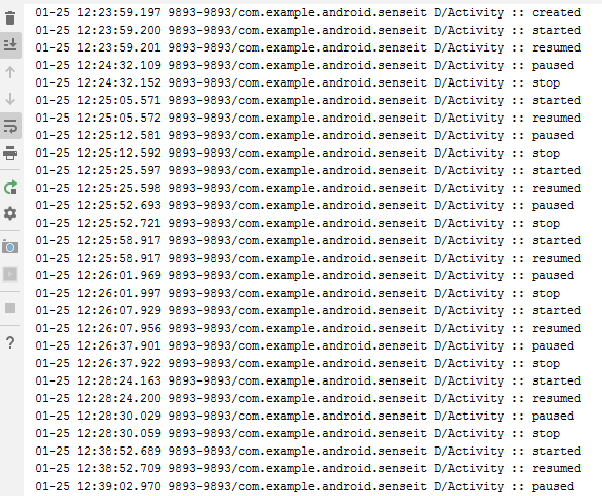 01-25 12:23:59.197 9893-9893/com.example.android.senseit D/Activity :: created
01-25 12:23:59.200 9893-9893/com.example.android.senseit D/Activity :: started
01-25 12:23:59.201 9893-9893/com.example.android.senseit D/Activity :: resumed
01-25 12:24:32.109 9893-9893/com.example.android.senseit D/Activity :: paused
01-25 12:24:32.152 9893-9893/com.example.android.senseit D/Activity :: stop
01-25 12:25:05.571 9893-9893/com.example.android.senseit D/Activity :: started
01-25 12:25:05.572 9893-9893/com.example.android.senseit D/Activity :: resumed
01-25 12:25:12.581 9893-9893/com.example.android.senseit D/Activity :: paused
01-25 12:25:12.592 9893-9893/com.example.android.senseit D/Activity :: stop
01-25 12:25:25.597 9893-9893/com.example.android.senseit D/Activity :: started
01-25 12:25:25.598 9893-9893/com.example.android.senseit D/Activity :: resumed
01-25 12:25:52.693 9893-9893/com.example.android.senseit D/Activity :: paused
01-25 12:25:52.721 9893-9893/com.example.android.senseit D/Activity :: stop
01-25 12:25:58.917 9893-9893/com.example.android.senseit D/Activity :: started
01-25 12:25:58.917 9893-9893/com.example.android.senseit D/Activity :: resumed
01-25 12:26:01.969 9893-9893/com.example.android.senseit D/Activity :: paused
01-25 12:26:01.997 9893-9893/com.example.android.senseit D/Activity :: stop
01-25 12:26:07.929 9893-9893/com.example.android.senseit D/Activity :: started
01-25 12:26:07.956 9893-9893/com.example.android.senseit D/Activity :: resumed
01-25 12:26:37.901 9893-9893/com.example.android.senseit D/Activity :: paused
01-25 12:26:37.922 9893-9893/com.example.android.senseit D/Activity :: stop
01-25 12:28:24.163 9893-9893/com.example.android.senseit D/Activity :: started
01-25 12:28:24.200 9893-9893/com.example.android.senseit D/Activity :: resumed
01-25 12:28:30.029 9893-9893/com.example.android.senseit D/Activity :: paused
01-25 12:28:30.059 9893-9893/com.example.android.senseit D/Activity :: stop
01-25 12:38:52.689 9893-9893/com.example.android.senseit D/Activity :: started
01-25 12:38:52.709 9893-9893/com.example.android.senseit D/Activity :: resumed
01-25 12:39:02.970 9893-9893/com.example.android.senseit D/Activity :: paused